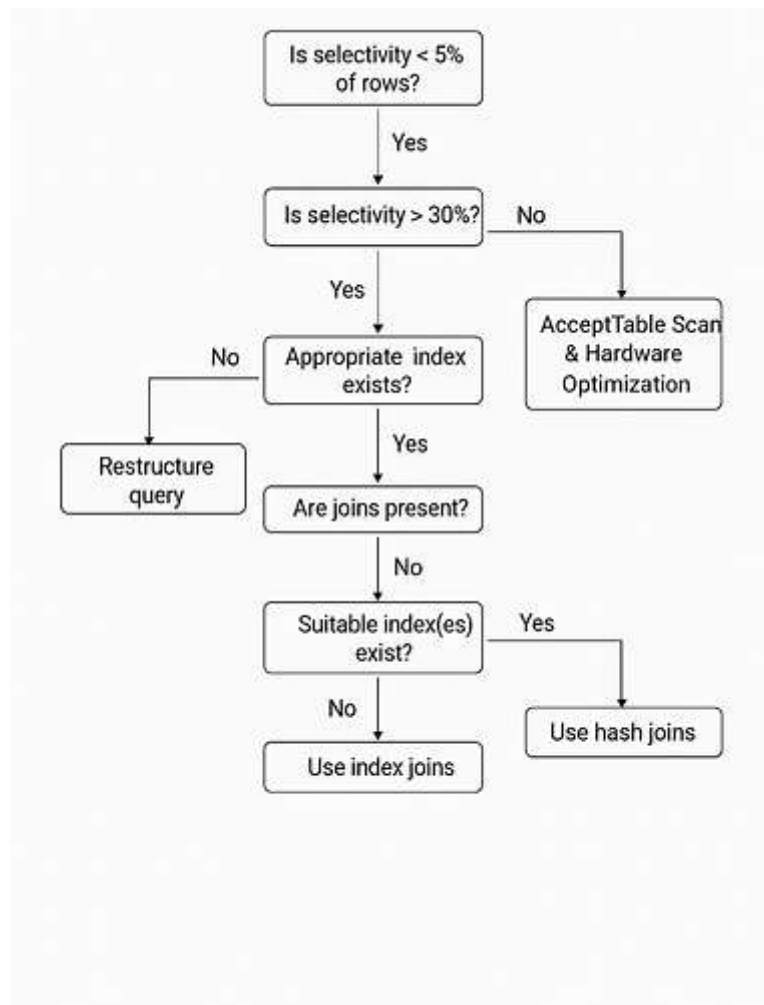 Is selectivity < 5%
of rows?
Yes
Is selectivity > 30%?
No
Yes
AcceptTable Scan
& Hardware
Optimization
No
Appropriate index
exists?
Yes
Restructure
query
Are joins present?
No
Suitable index(es)
exist?
Yes
No
Use hash joins
Use index joins